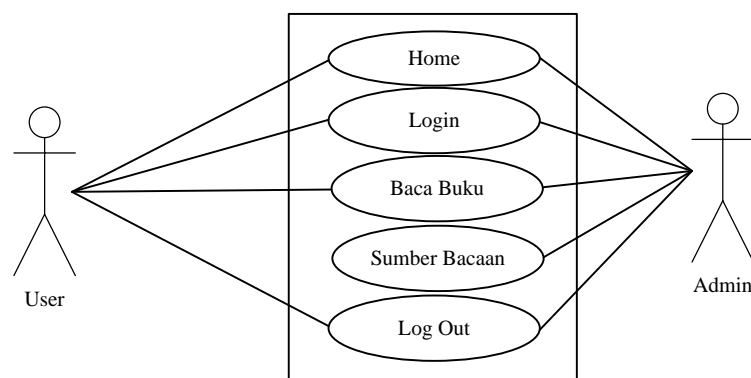 Home
Login
Baca Buku
Sumber Bacaan
Log Out
User
Admin